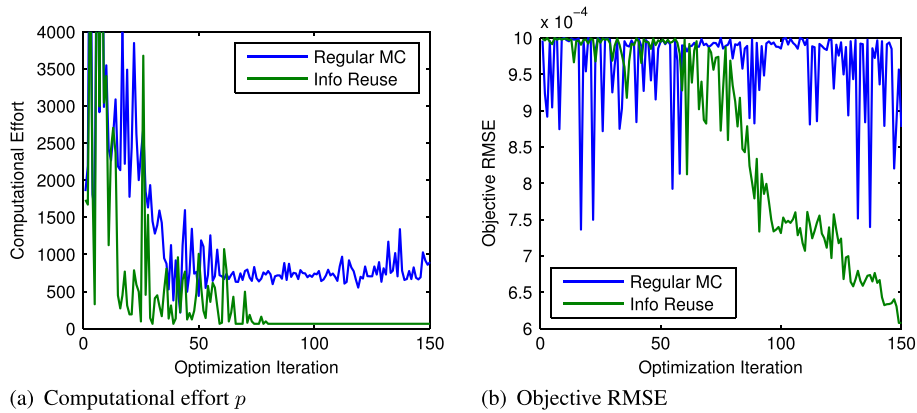 4000
3500
3000
2500
2000
1500
1000
500
0
Computational Effort
Regular MC
Info Reuse
0 50 100 150
Optimization Iteration
(a) Computational effort p
x 10⁻⁴
10
9.5
9
8.5
8
7.5
7
6.5
6
Objective RMSE
Regular MC
Info Reuse
0 50 100 150
Optimization Iteration
(b) Objective RMSE